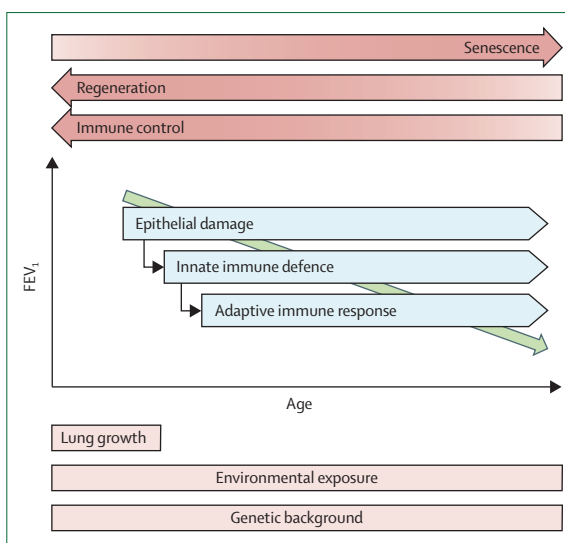 Senescence
Regeneration
Immune control
FEV₁
Epithelial damage
Innate immune defence
Adaptive immune response
Age
Lung growth
Environmental exposure
Genetic background